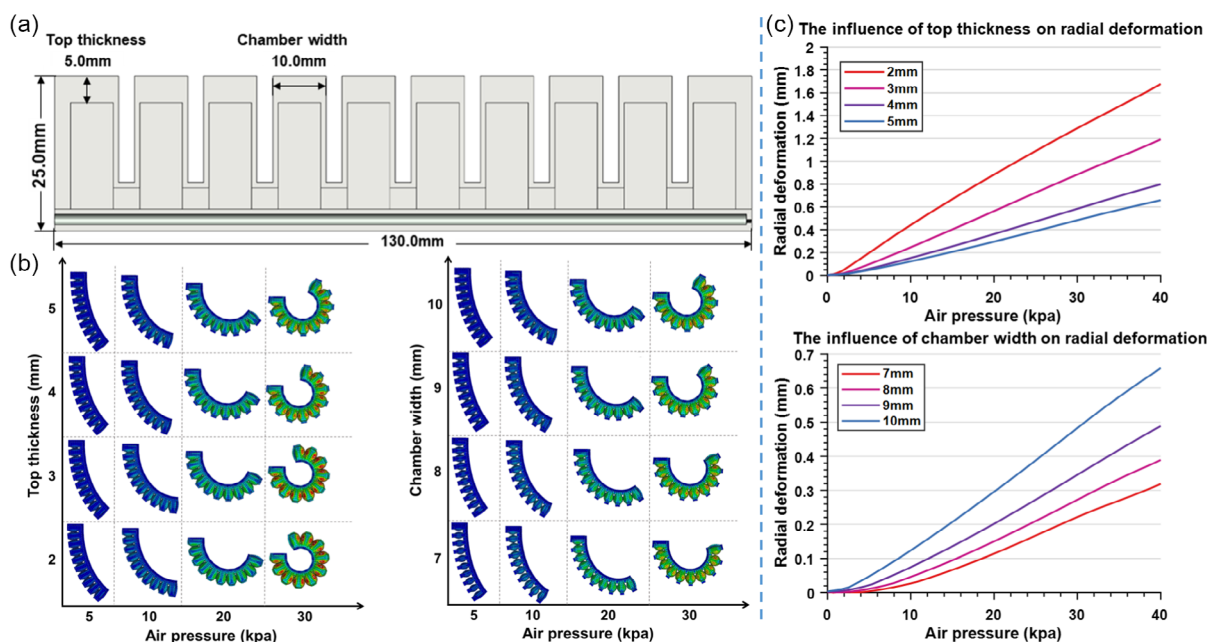 (a)
Top thickness
5.0mm
Chamber width
10.0mm
25.0mm
130.0mm
(b)
Top thickness (mm)
5
4
3
2
5
10
20
30
Air pressure (kpa)
Chamber width (mm)
10
9
8
7
5
10
20
30
Air pressure (kpa)
(c)
The influence of top thickness on radial deformation
Radial deformation (mm)
2
1.8
1.6
1.4
1.2
1
0.8
0.6
0.4
0.2
0
2mm
3mm
4mm
5mm
0
10
20
30
40
Air pressure (kpa)
The influence of chamber width on radial deformation
Radial deformation (mm)
0.7
0.6
0.5
0.4
0.3
0.2
0.1
0
7mm
8mm
9mm
10mm
0
10
20
30
40
Air pressure (kpa)